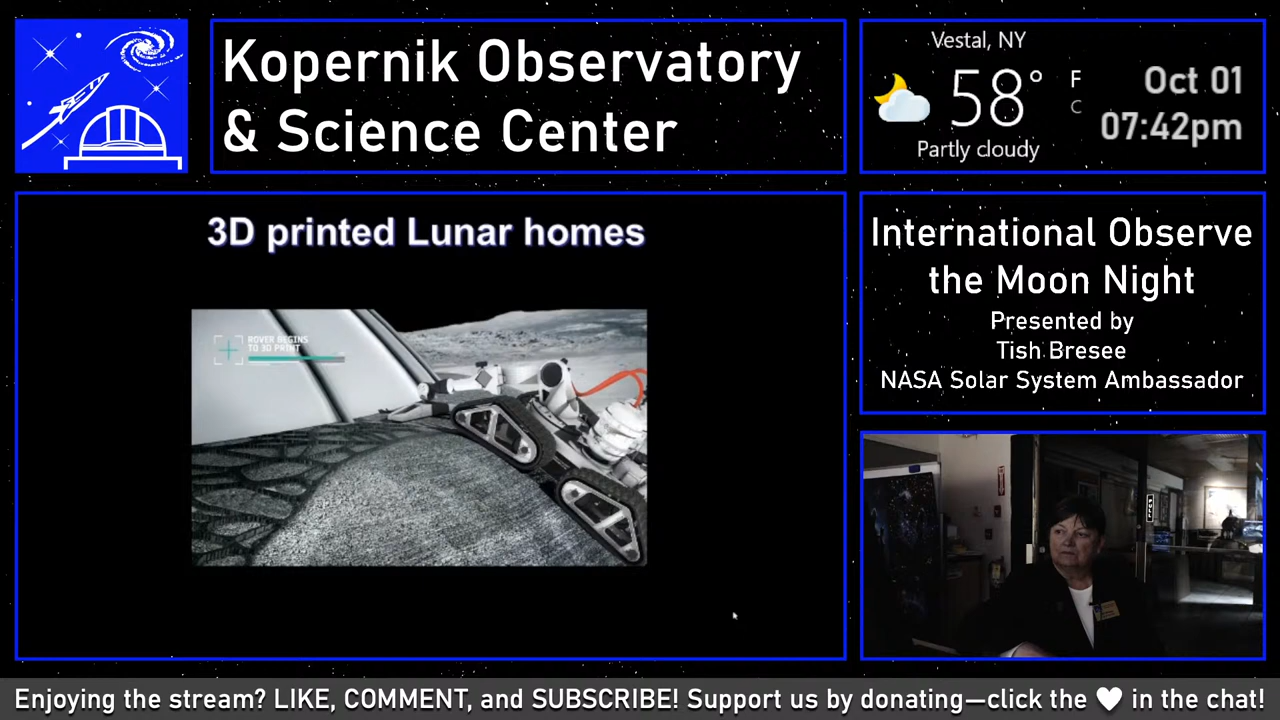 Kopernik Observatory
& Science Center
Vestal, NY
58° F
C
Partly cloudy
Oct 01
07:42pm
3D printed Lunar homes
ROVER BEGINS
TO 3D PRINT
International Observe
the Moon Night
Presented by
Tish Bresee
NASA Solar System Ambassador
PULL
Enjoying the stream? LIKE, COMMENT, and SUBSCRIBE! Support us by donating—click the ♥ in the chat!